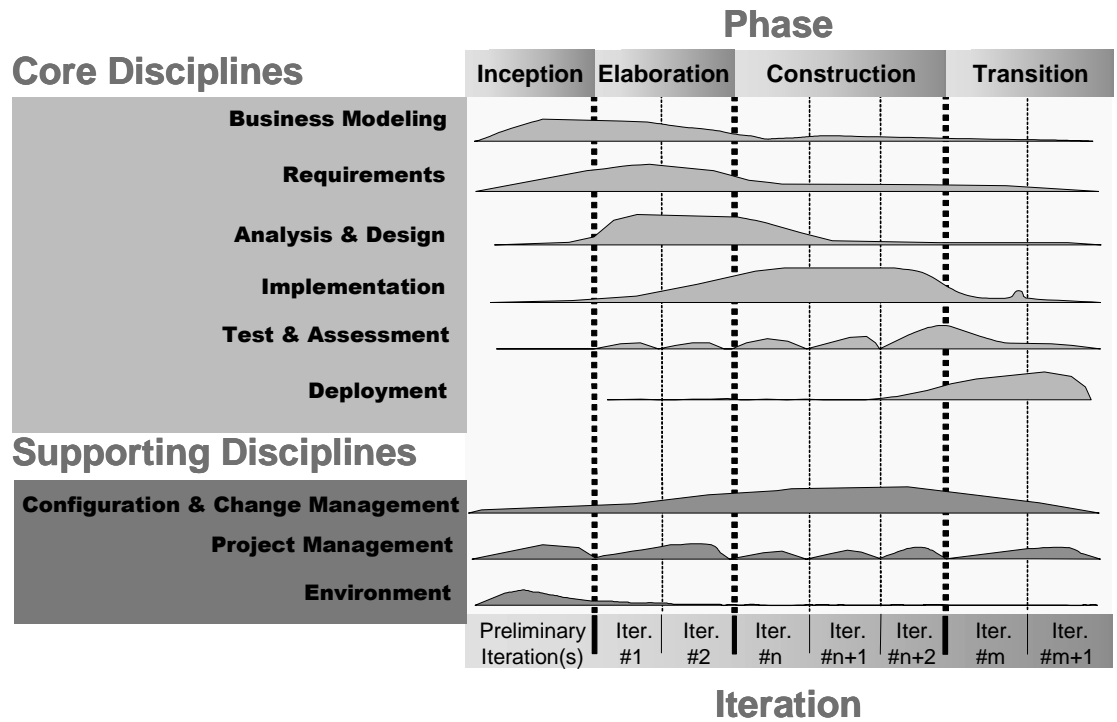 Phase
Core Disciplines
Inception Elaboration Construction Transition
Business Modeling
Requirements
Analysis & Design
Implementation
Test & Assessment
Deployment
Supporting Disciplines
Configuration & Change Management
Project Management
Environment
Preliminary Iter. Iter. Iter. Iter. Iter. Iter. Iter.
Iteration(s) #1 #2 #n #n+1 #n+2 #m #m+1
Iteration